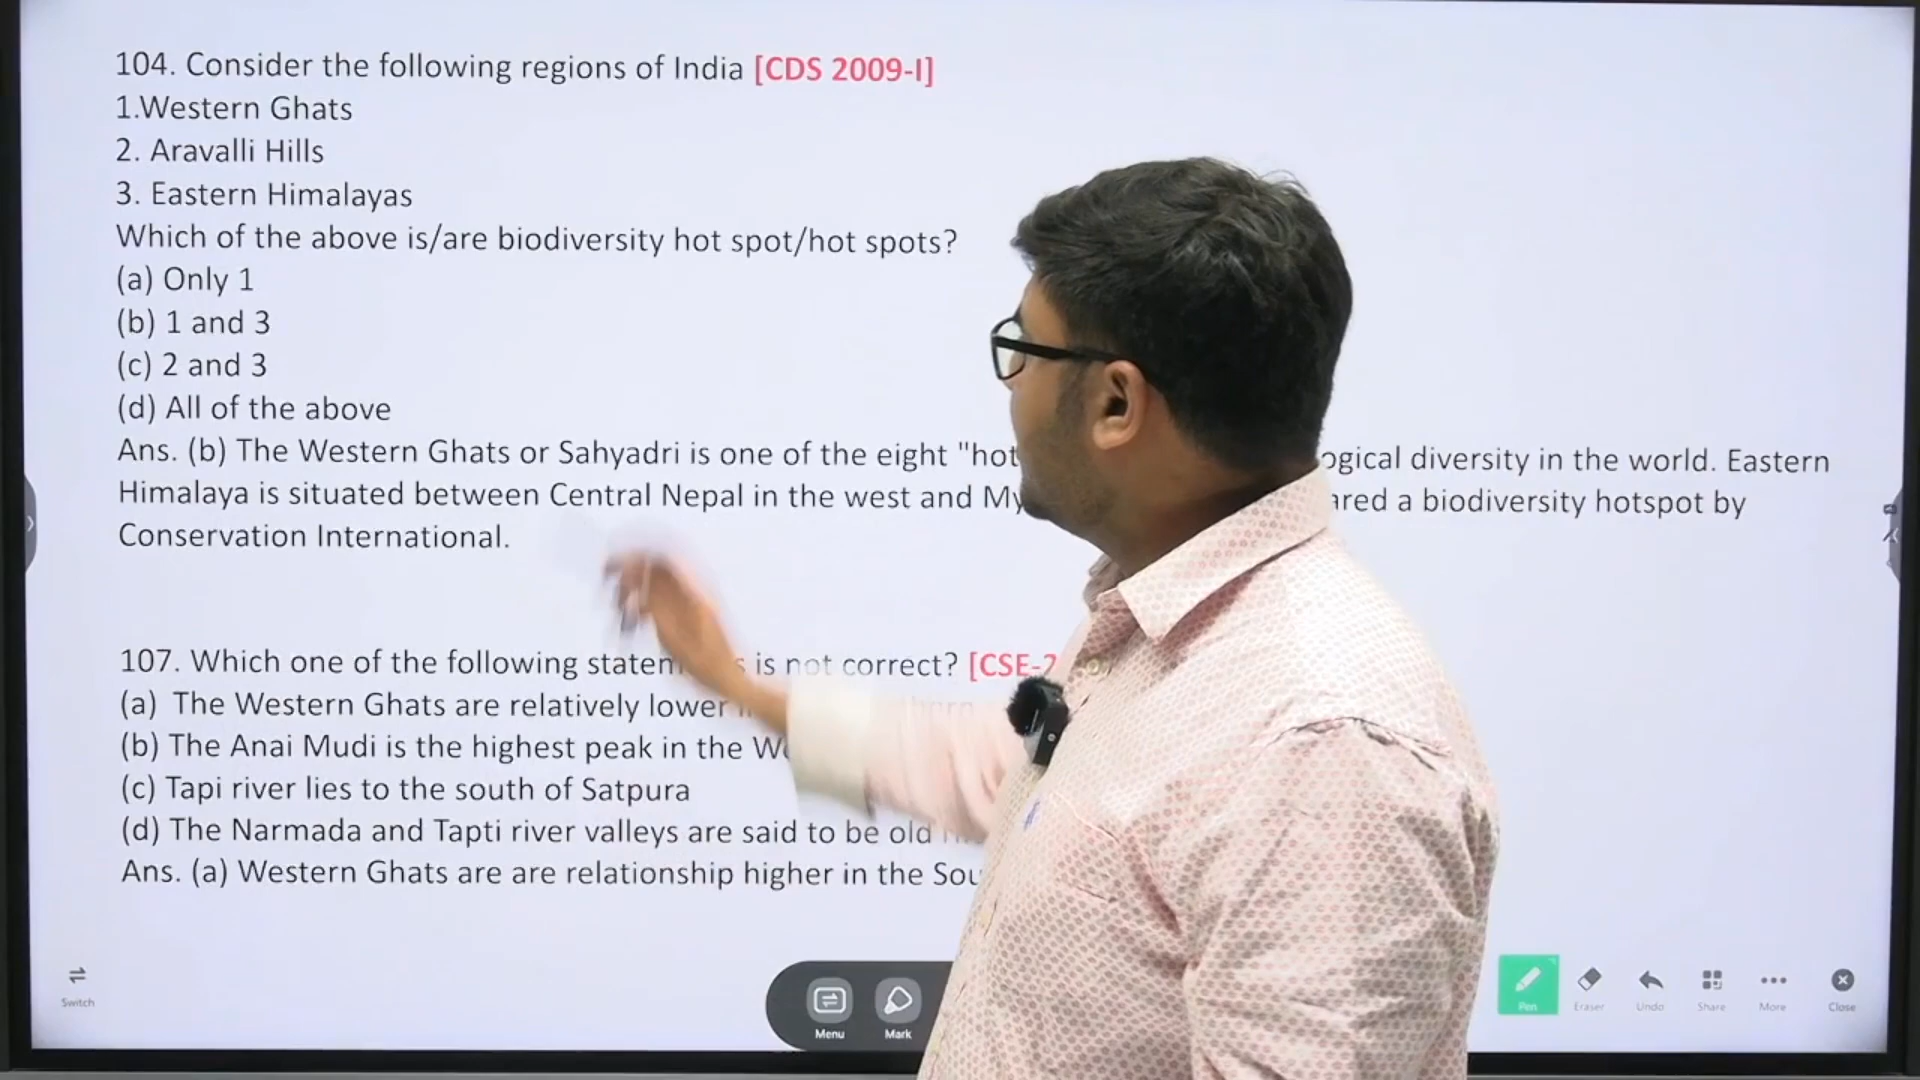 104. Consider the following regions of India [CDS 2009-I]
1.Western Ghats
2. Aravalli Hills
3. Eastern Himalayas
Which of the above is/are biodiversity hot spot/hot spots?
(a) Only 1
(b) 1 and 3
(c) 2 and 3
(d) All of the above
Ans. (b) The Western Ghats or Sahyadri is one of the eight "hot diversity in the world. Eastern
Himalaya is situated between Central Nepal in the west and a biodiversity hotspot by
Conservation International.
107. Which one of the following is not correct? [CSE-2
(a) The Western Ghats are relatively lower
(b) The Anai Mudi is the highest peak in the
(c) Tapi river lies to the south of Satpura
(d) The Narmada and Tapti river valleys are said to be old
Ans. (a) Western Ghats are are relationship higher in the
Switch
Menu
Mark
Pen
Eraser
Undo
Share
More
Close